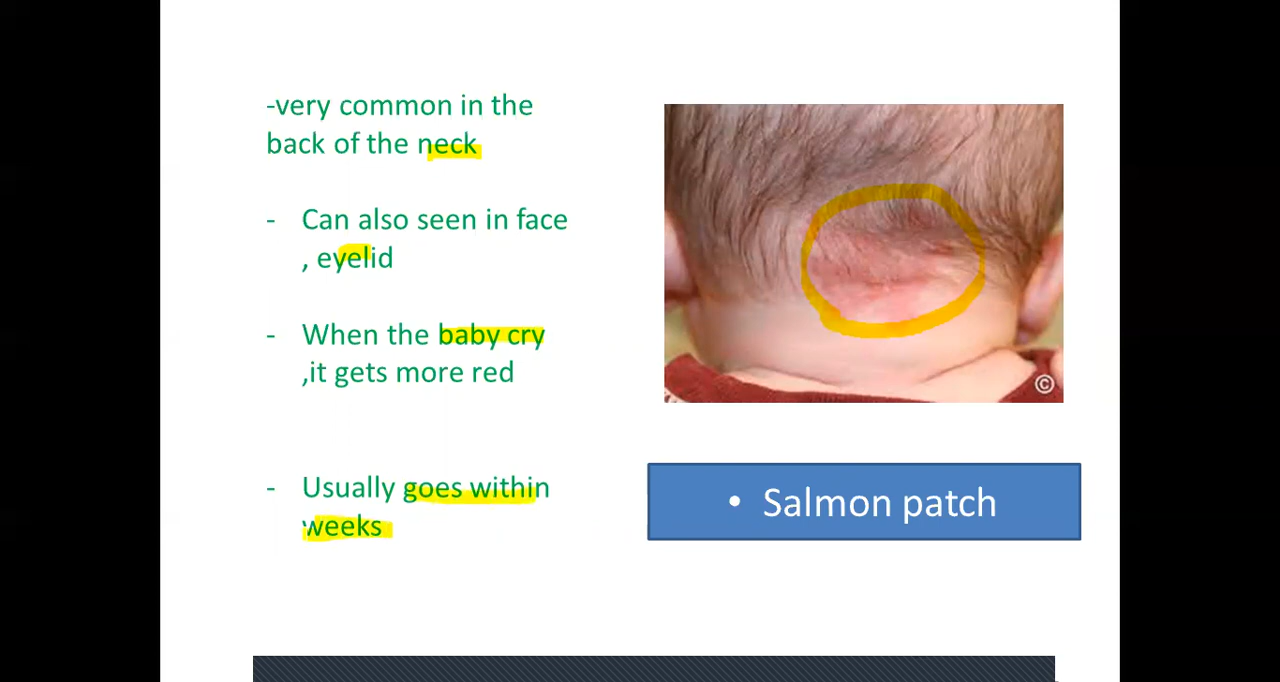 -very common in the
back of the neck
- Can also seen in face
, eyelid
- When the baby cry
,it gets more red
- Usually goes within
weeks
©
• Salmon patch